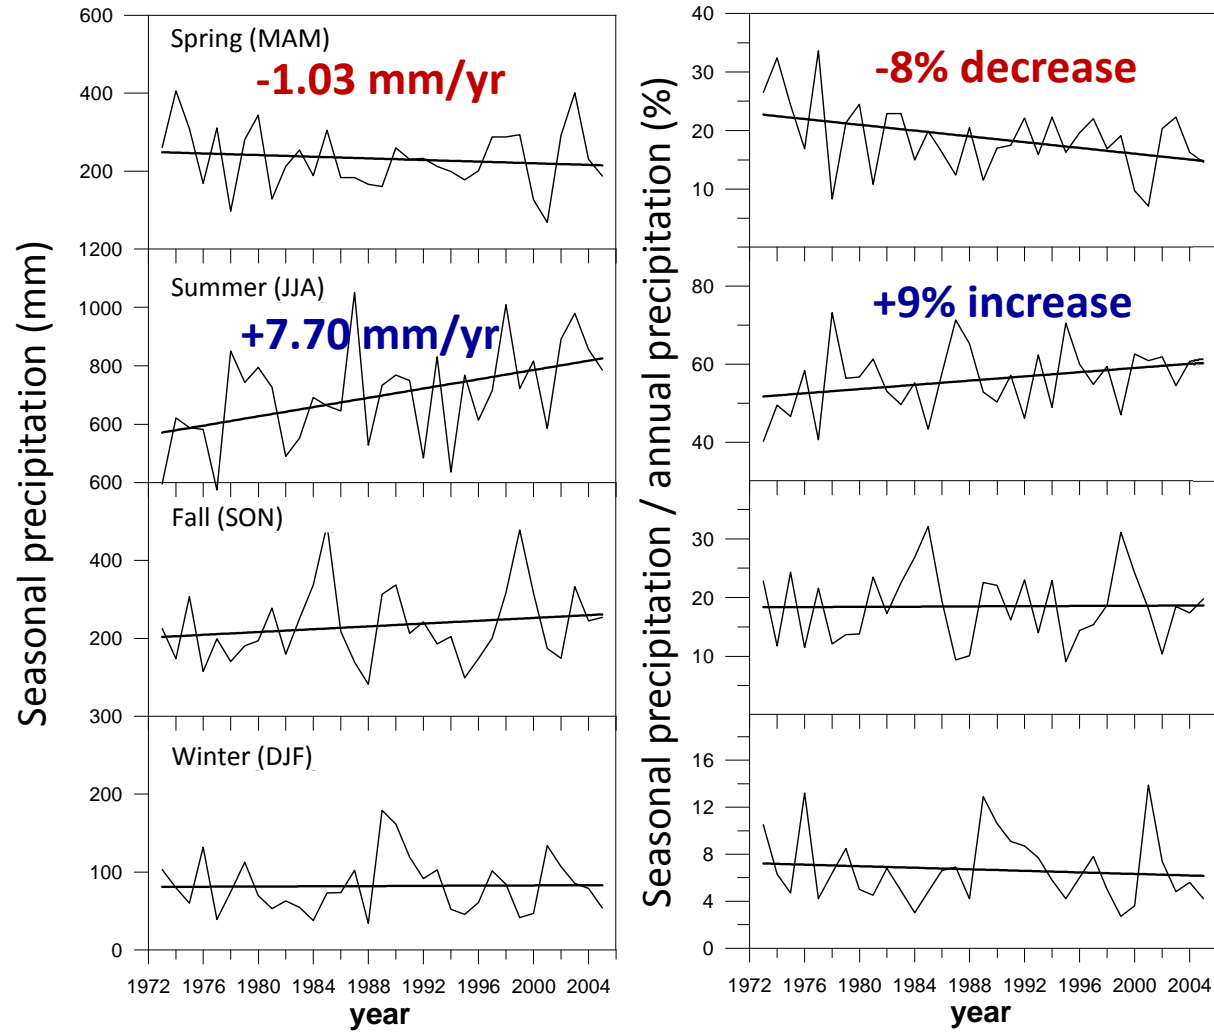 Seasonal precipitation (mm)
600
400
200
Spring (MAM)
-1.03 mm/yr
1200
1000
800
600
600
Summer (JJA)
+7.70 mm/yr
400
200
300
Fall (SON)
200
100
0
Winter (DJF)
1972 1976 1980 1984 1988 1992 1996 2000 2004
year
Seasonal precipitation / annual precipitation (%)
40
30
20
10
-8% decrease
80
60
40
+9% increase
30
20
10
16
12
8
4
0
1972 1976 1980 1984 1988 1992 1996 2000 2004
year